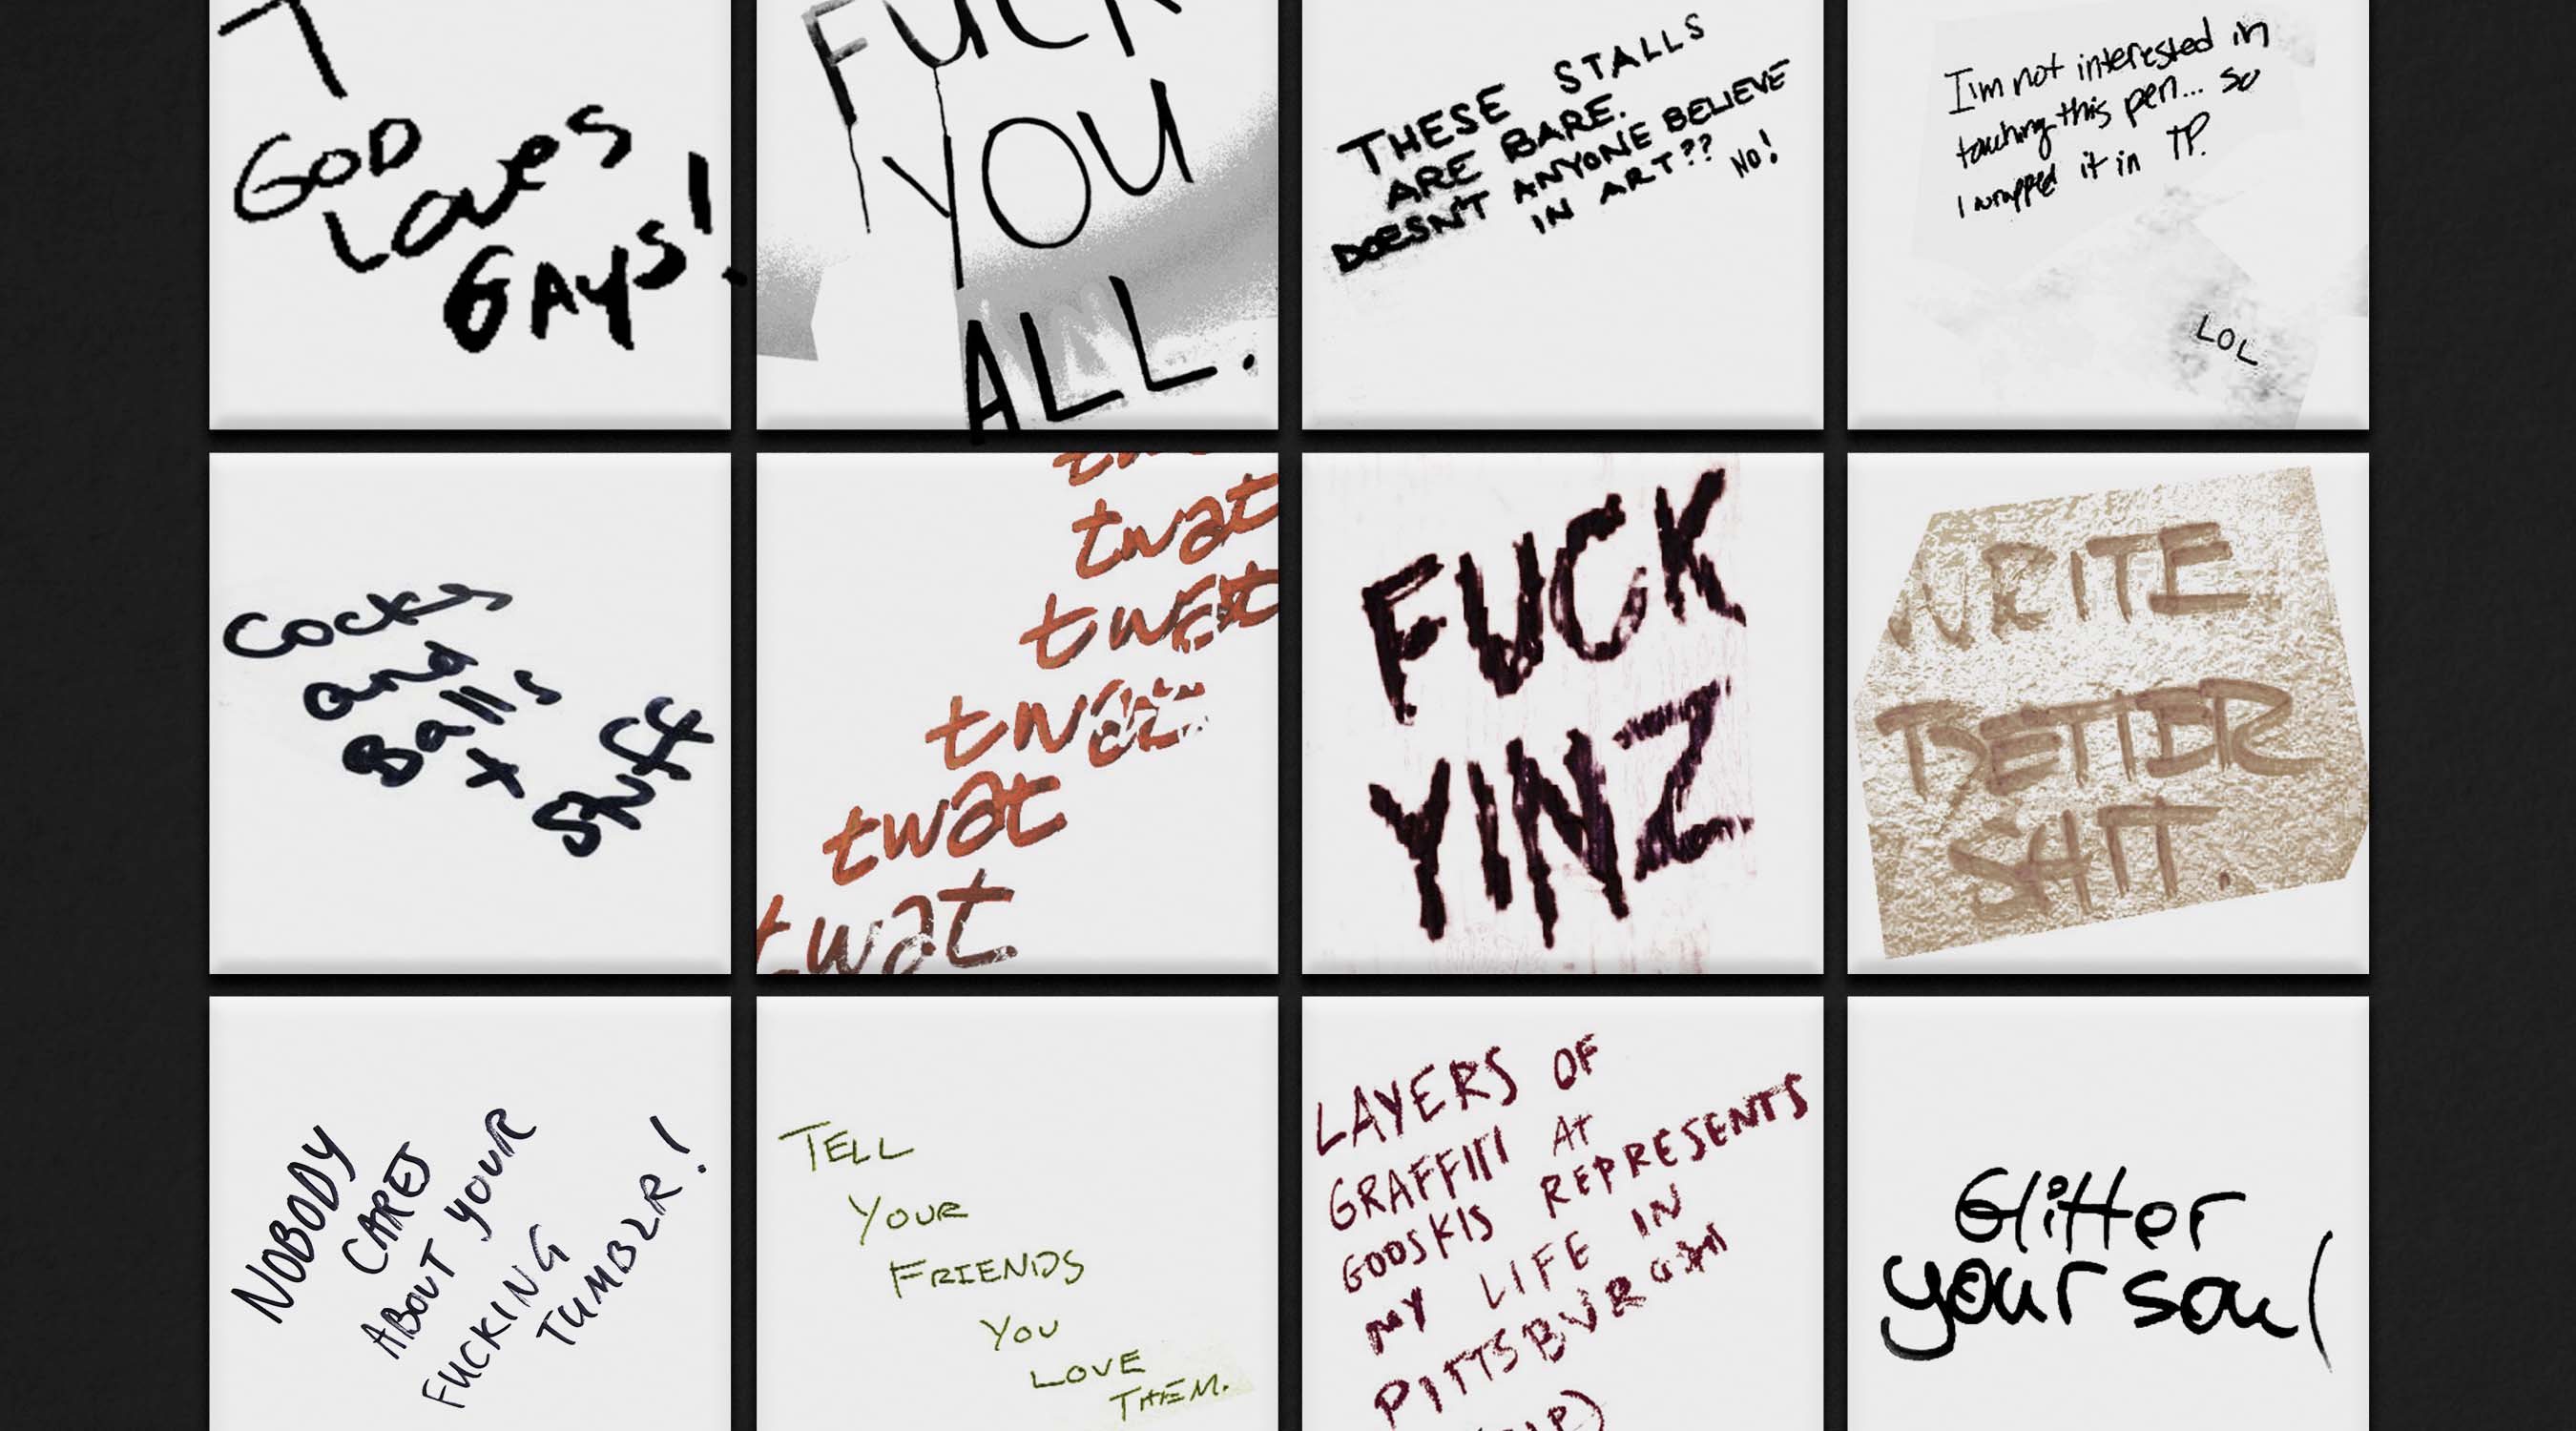 GOD
Loves
GAYS!
FUCK
YOU
ALL.
THESE STALLS
ARE BARE.
DOESN'T ANYONE BELIEVE
IN ART?? NO!
I'm not interested in
touching this pen... so
I wrapped it in TP.
LOL
Cocks
and
Balls
+
Stuff
twat
twat
twat
twat
twat
FUCK
YINZ
WRITE
BETTER
SHIT.
NOBODY
CARES
ABOUT YOUR
FUCKING
TUMBLR!
TELL
YOUR
FRIENDS
YOU
LOVE
THEM.
LAYERS OF
GRAFFITI AT
GOOSKIS REPRESENTS
MY LIFE IN
PITTSBURGH
Glitter
your soul